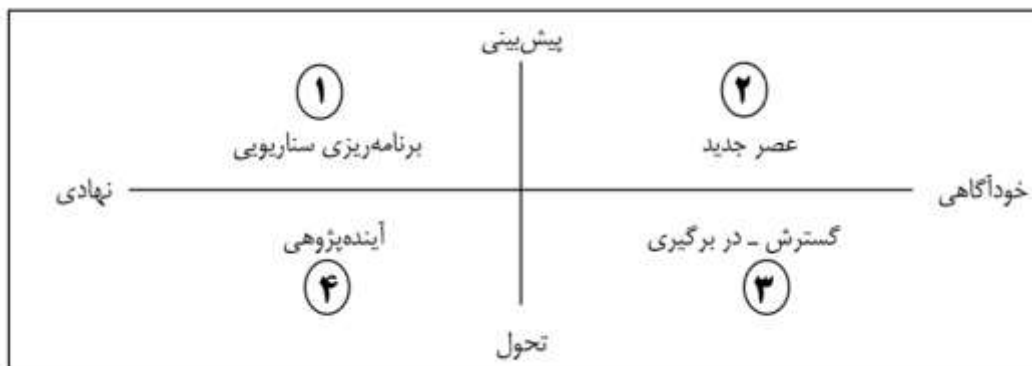 پیش‌بینی
۱
۲
برنامه‌ریزی سناریویی
عصر جدید
نهادی
خودآگاهی
آینده‌پژوهی
گسترش ـ در برگیری
۴
۳
تحول